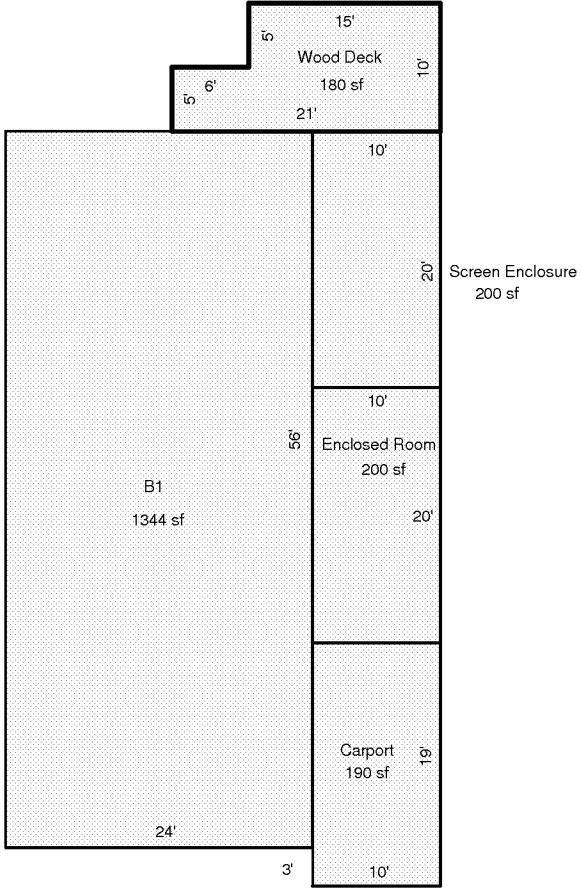 15'
5'
Wood Deck
10'
180 sf
6'
5'
21'
10'
20'
Screen Enclosure
200 sf
10'
56'
Enclosed Room
200 sf
B1
1344 sf
20'
Carport
190 sf
19'
24'
3'
10'